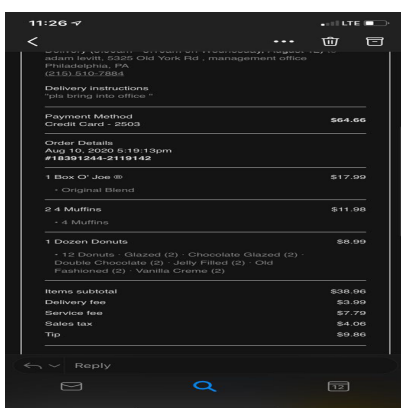 11:26
LTE
adam levitt, 5325 Old York Rd , management office
Philadelphia, PA
(215) 510-7884
Delivery instructions
"pls bring into office "
Payment Method
Credit Card - 2503
$64.66
Order Details
Aug 10, 2020 5:19:13pm
#18391244-2119142
1 Box O' Joe ® $17.99
• Original Blend
2 4 Muffins $11.98
• 4 Muffins
1 Dozen Donuts $8.99
• 12 Donuts · Glazed (2) · Chocolate Glazed (2) ·
Double Chocolate (2) · Jelly Filled (2) · Old
Fashioned (2) · Vanilla Creme (2)
Items subtotal $38.96
Delivery fee $3.99
Service fee $7.79
Sales tax $4.06
Tip $9.86
Reply
12